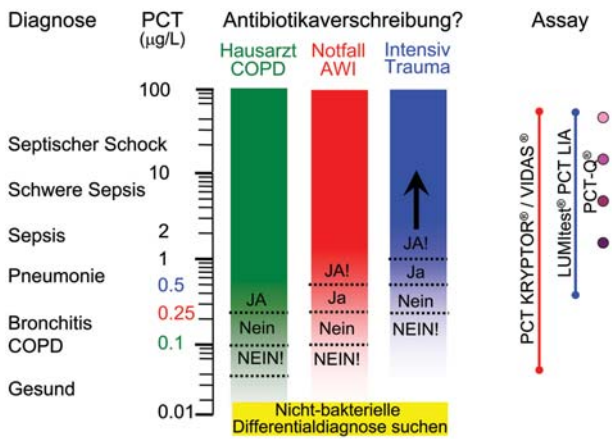 Diagnose
PCT
(µg/L)
Antibiotikaverschreibung?
Assay
Hausarzt
COPD
Notfall
AWI
Intensiv
Trauma
100
Septischer Schock
10
Schwere Sepsis
Sepsis
2
JA!
1
Pneumonie
JA!
Ja
0.5
JA
Ja
Nein
0.25
Bronchitis
COPD
Nein
Nein
NEIN!
0.1
NEIN!
NEIN!
Gesund
0.01
Nicht-bakterielle
Differentialdiagnose suchen
PCT KRYPTOR® / VIDAS®
LUMItest® PCT LIA
PCT-Q®